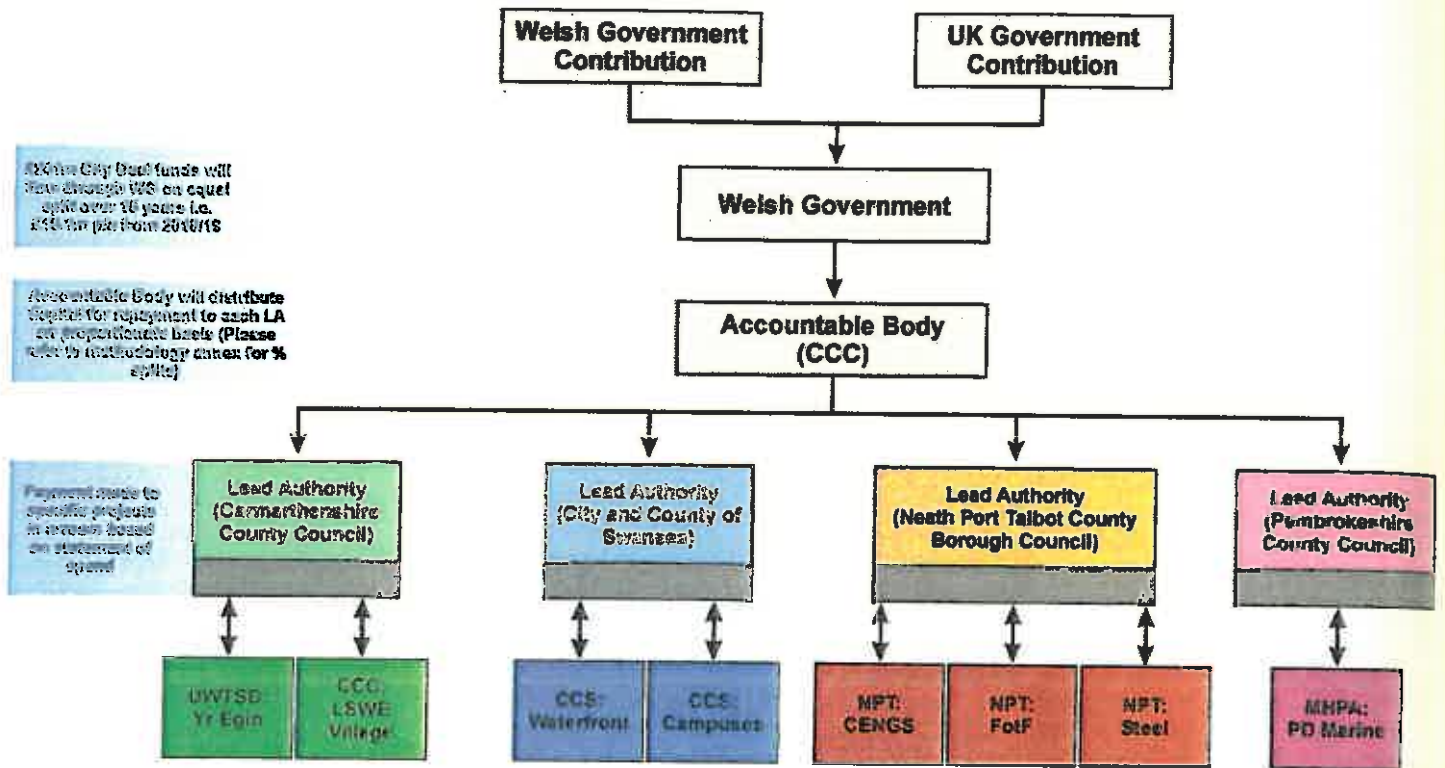 Welsh Government
Contribution
UK Government
Contribution
City Deal funds will
flow through WG on equal
split over 15 years i.e.
from
Welsh Government
Accountable Body will distribute
for repayment to each LA
on proportionate basis (Please
refer to methodology annex for %
splits)
Accountable Body
(CCC)
Payment made to
specific projects
in arrears based
on statement of
spend
Lead Authority
(Carmarthenshire
County Council)
Lead Authority
(City and County of
Swansea)
Lead Authority
(Neath Port Talbot County
Borough Council)
Lead Authority
(Pembrokeshire
County Council)
UWTSD:
Yr Egin
CCC:
LSWE
Village
CCS:
Waterfront
CCS:
Campuses
NPT:
CENGS
NPT:
FotF
NPT:
Steel
MHPA:
PD Marine